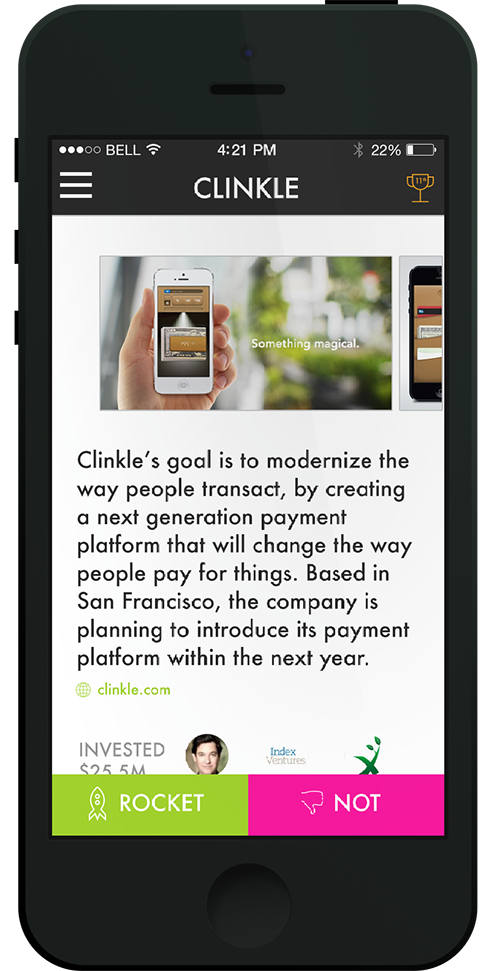 BELL 4:21 PM 22%
CLINKLE 11th
Something magical.
Clinkle's goal is to modernize the
way people transact, by creating
a next generation payment
platform that will change the way
people pay for things. Based in
San Francisco, the company is
planning to introduce its payment
platform within the next year.
clinkle.com
INVESTED
$25.5M
Index
Ventures
ROCKET NOT